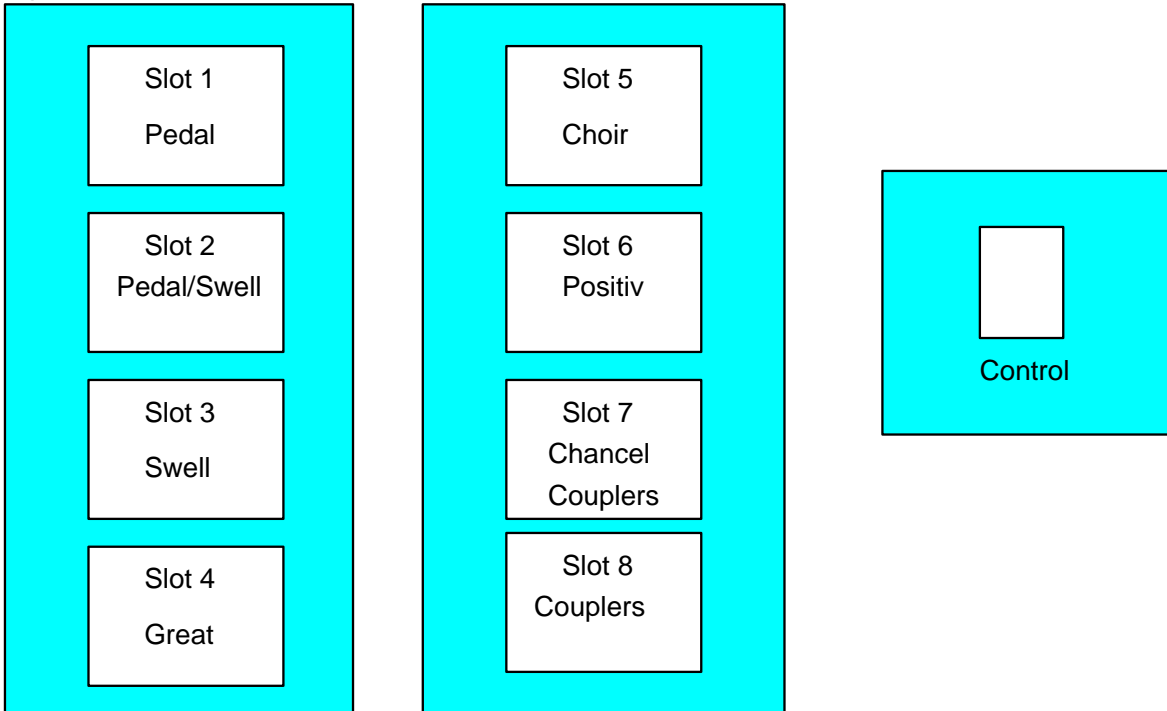 Slot 1
Pedal
Slot 2
Pedal/Swell
Slot 3
Swell
Slot 4
Great
Slot 5
Choir
Slot 6
Positiv
Slot 7
Chancel
Couplers
Slot 8
Couplers
Control